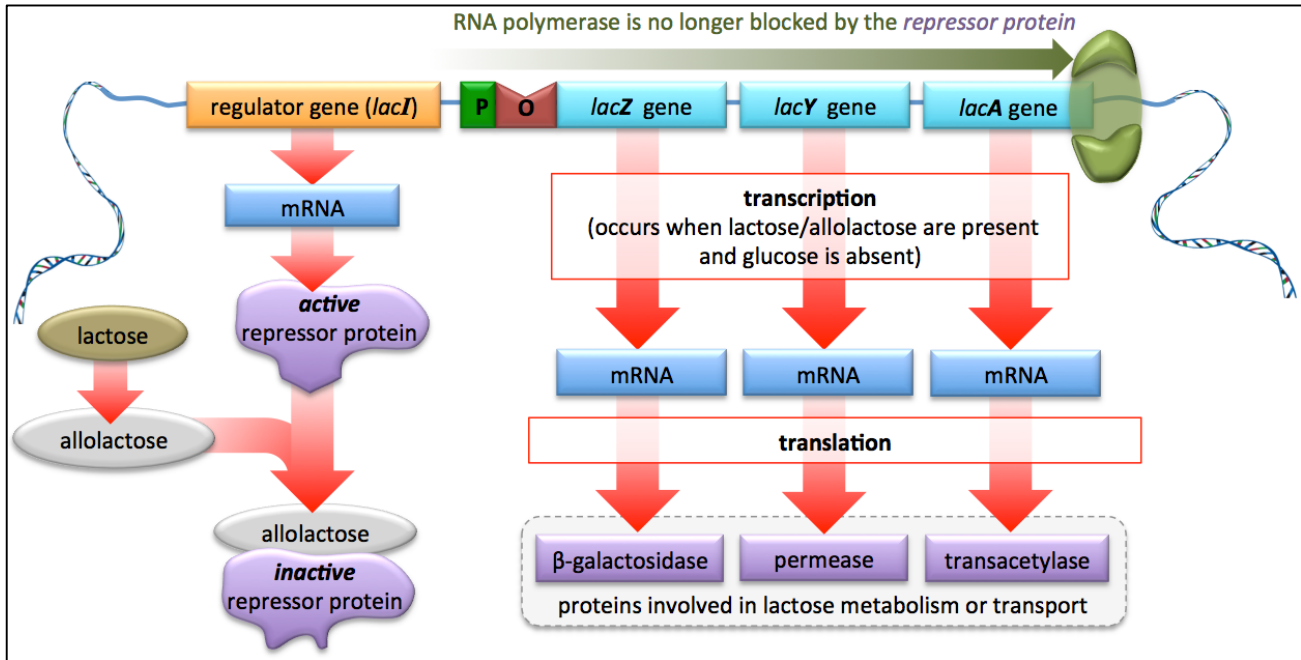 RNA polymerase is no longer blocked by the repressor protein
regulator gene (lacI)
P
O
lacZ gene
lacY gene
lacA gene
mRNA
transcription
(occurs when lactose/allolactose are present
and glucose is absent)
active
repressor protein
lactose
allolactose
mRNA
mRNA
mRNA
translation
allolactose
inactive
repressor protein
β-galactosidase
permease
transacetylase
proteins involved in lactose metabolism or transport